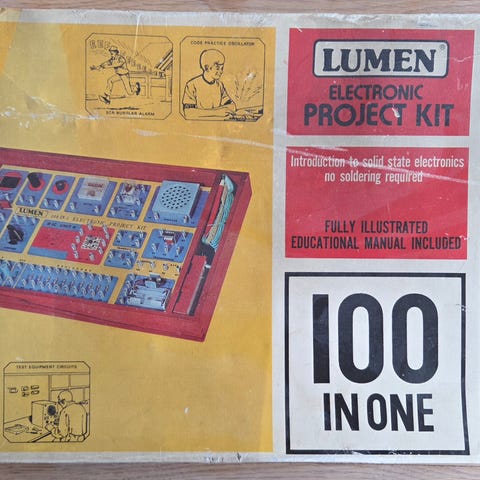 SCR BURGLAR ALARM
CODE PRACTICE OSCILLATOR
LUMEN®
ELECTRONIC
PROJECT KIT
Introduction to solid state electronics
no soldering required
FULLY ILLUSTRATED
EDUCATIONAL MANUAL INCLUDED
100
IN ONE
LUMEN
ELECTRONIC PROJECT KIT
TEST EQUIPMENT CIRCUITS